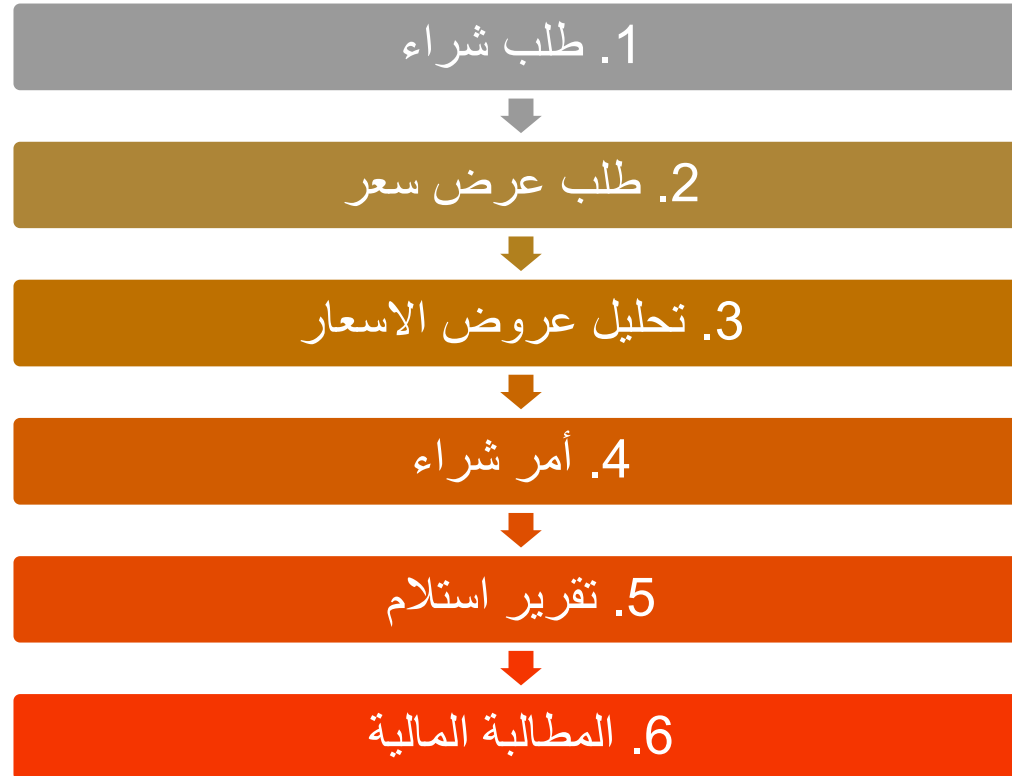 1. طلب شراء
2. طلب عرض سعر
3. تحليل عروض الاسعار
4. أمر شراء
5. تقرير استلام
6. المطالبة المالية